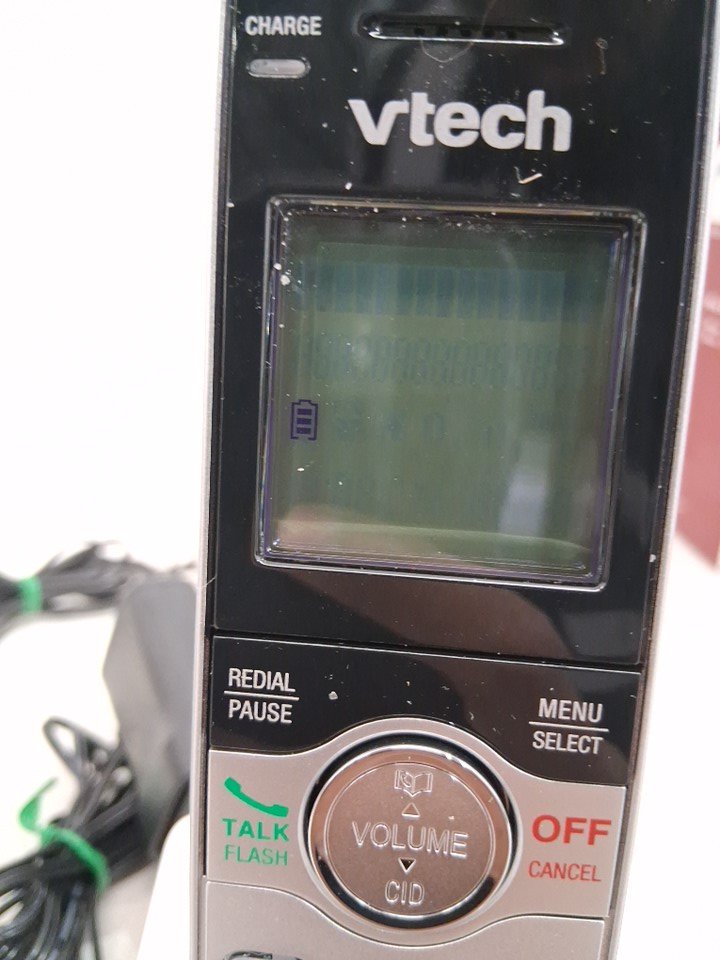 CHARGE
vtech
REDIAL
PAUSE
MENU
SELECT
TALK
FLASH
VOLUME
CID
OFF
CANCEL